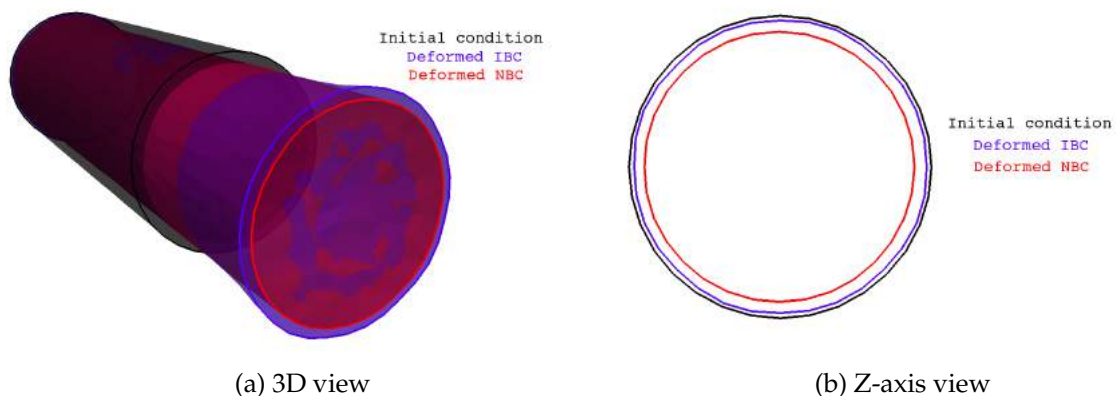 Initial condition
Deformed IBC
Deformed NBC
Initial condition
Deformed IBC
Deformed NBC
(a) 3D view
(b) Z-axis view